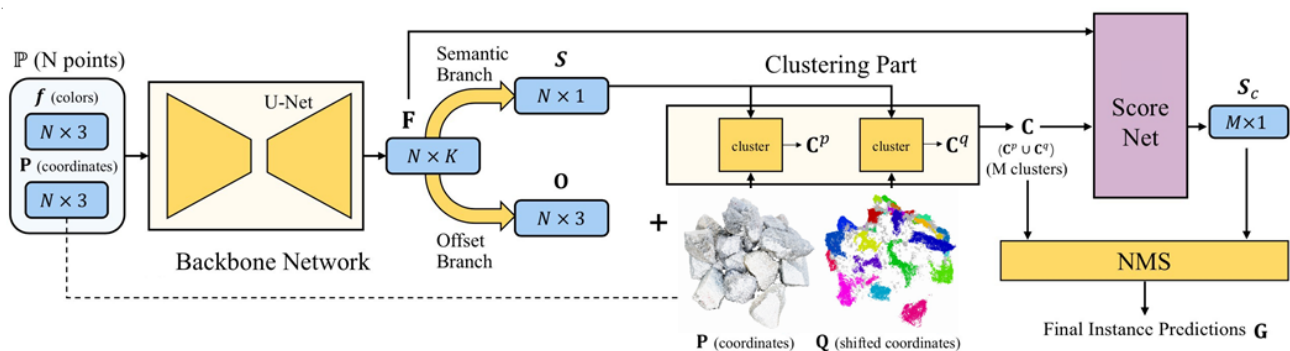 ℙ (N points)
f (colors)
N × 3
P (coordinates)
N × 3
U-Net
Backbone Network
F
N × K
Semantic
Branch
S
N × 1
O
N × 3
Offset
Branch
Clustering Part
cluster
C^p
cluster
C^q
+
P (coordinates)
Q (shifted coordinates)
C
(C^p ∪ C^q)
(M clusters)
Score
Net
S_c
M×1
NMS
Final Instance Predictions G